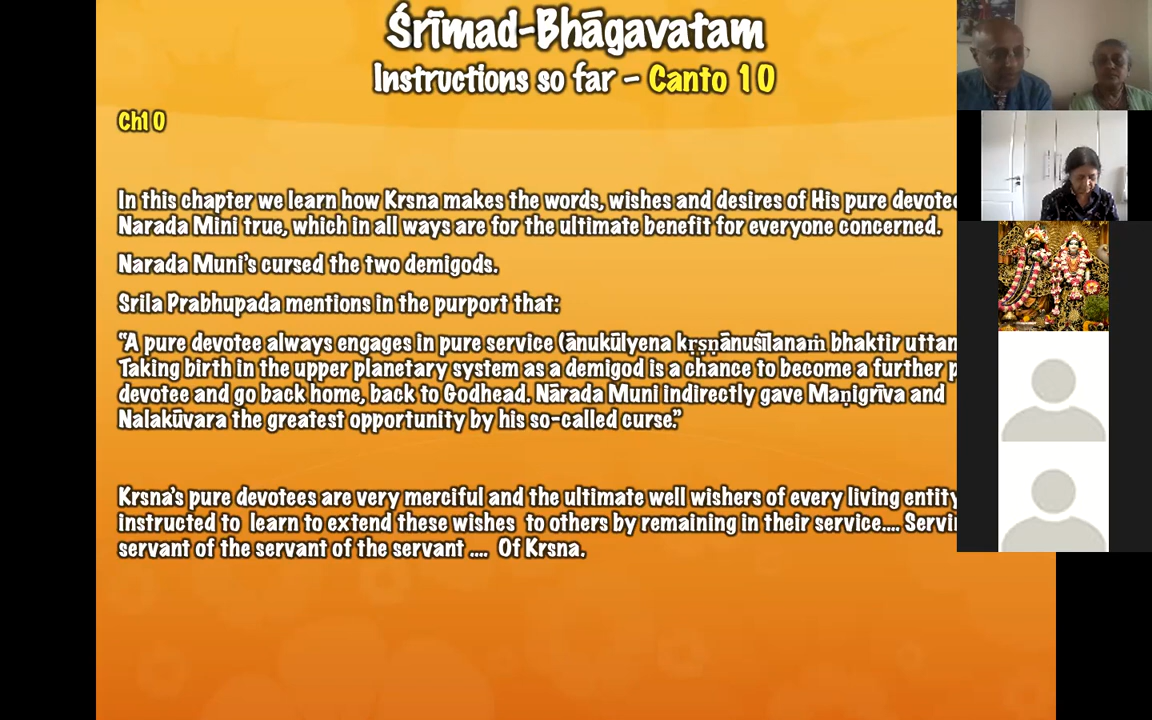 Śrīmad-Bhāgavatam
Instructions so far – Canto 10
Ch10
In this chapter we learn how Krsna makes the words, wishes and desires of His pure devotee
Narada Mini true, which in all ways are for the ultimate benefit for everyone concerned.
Narada Muni’s cursed the two demigods.
Srila Prabhupada mentions in the purport that:
“A pure devotee always engages in pure service (ānukūlyena kṛṣṇānuśīlanaṁ bhaktir
Taking birth in the upper planetary system as a demigod is a chance to become a further
devotee and go back home, back to Godhead. Nārada Muni indirectly gave Maṇigrīva and
Nalakūvara the greatest opportunity by his so-called curse.”
Krsna’s pure devotees are very merciful and the ultimate well wishers of every living entity
instructed to learn to extend these wishes to others by remaining in their service....
servant of the servant of the servant .... Of Krsna.